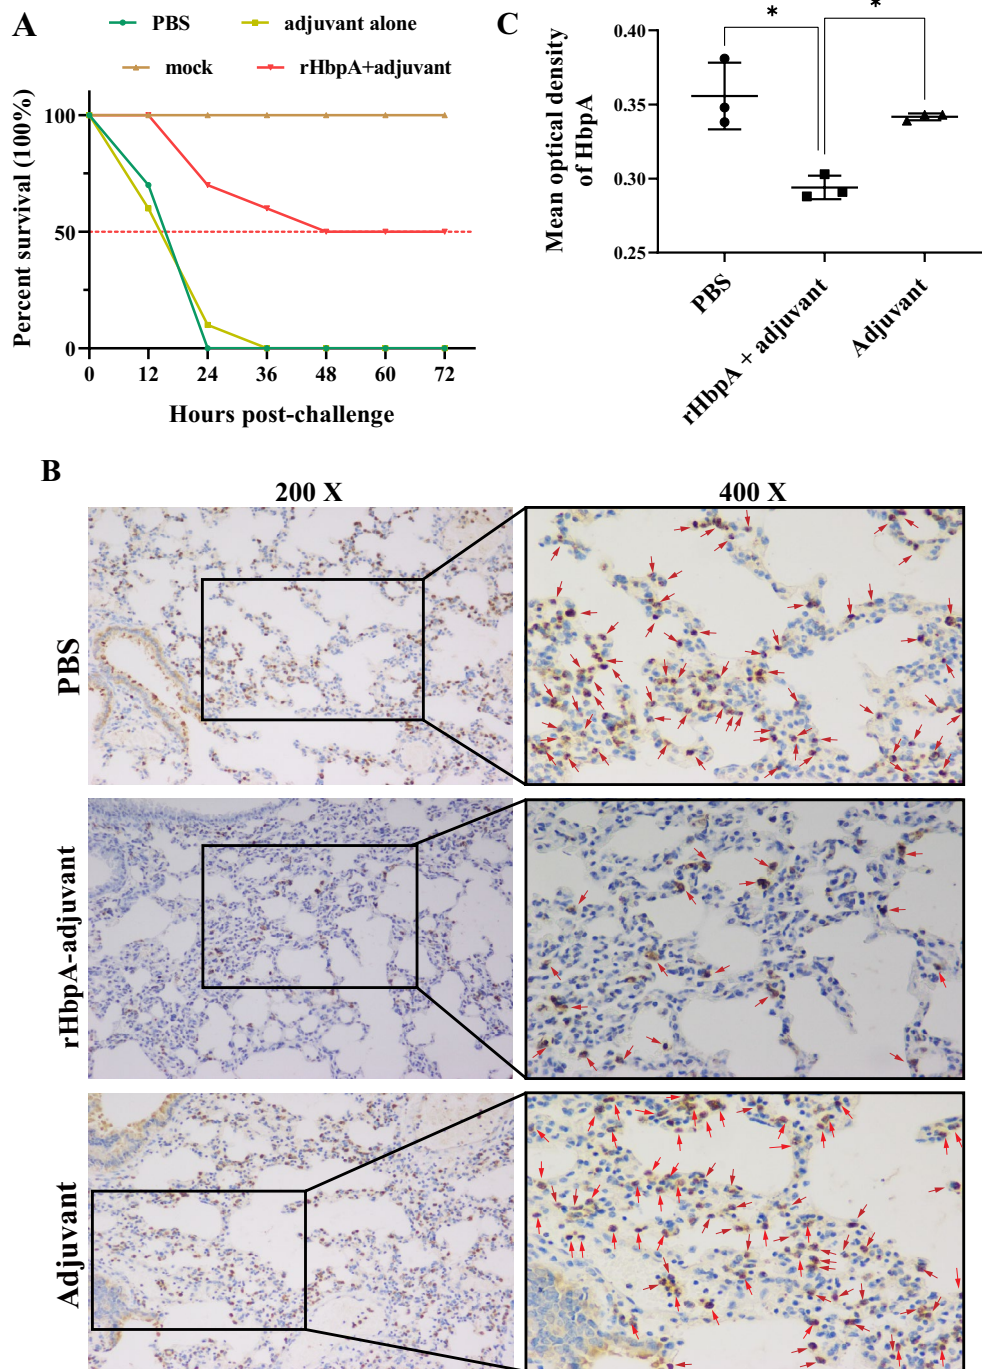 A
PBS
adjuvant alone
mock
rHbpA+adjuvant
Percent survival (100%)
100
50
0
0 12 24 36 48 60 72
Hours post-challenge
C
* *
Mean optical density
of HbpA
0.40
0.35
0.30
0.25
PBS
rHbpA + adjuvant
Adjuvant
B
200 X
400 X
PBS
rHbpA-adjuvant
Adjuvant